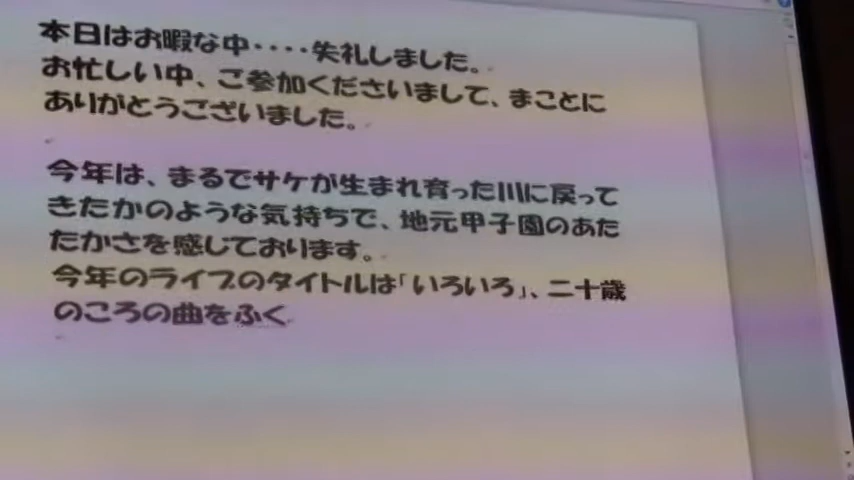 本日はお暇な中・・・・失礼しました。
お忙しい中、ご参加くださいまして、まことに
ありがとうございました。
今年は、まるでサケが生まれ育った川に戻って
きたかのような気持ちで、地元甲子園のあた
たかさを感じております。
今年のライブのタイトルは「いろいろ」、二十歳
のころの曲をふく